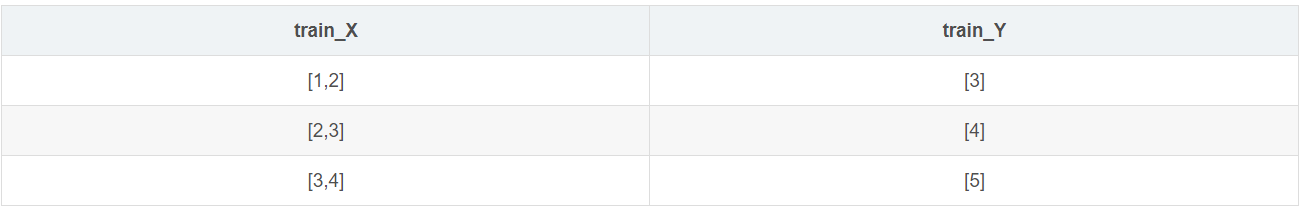 train_X train_Y
[1,2] [3]
[2,3] [4]
[3,4] [5]